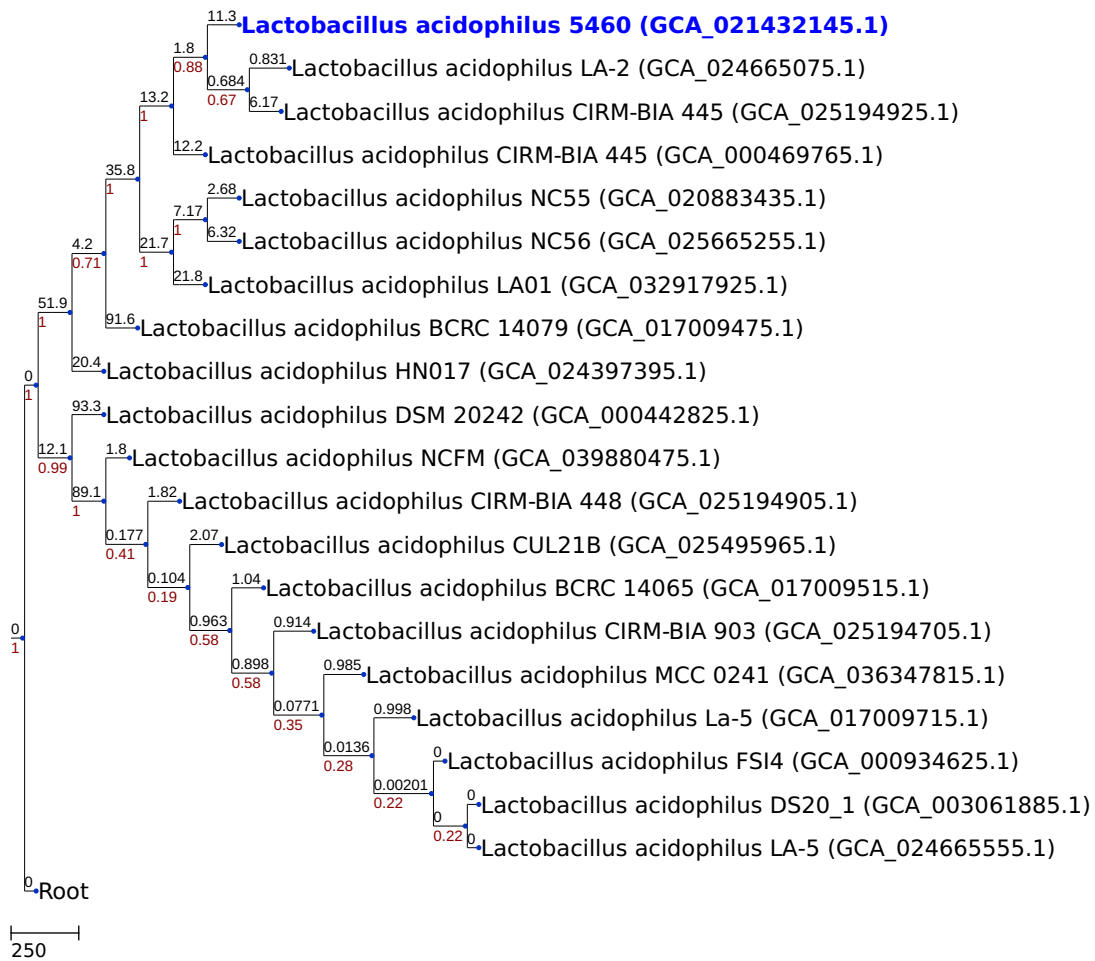 11.3
Lactobacillus acidophilus 5460 (GCA_021432145.1)
1.8
0.88
0.831
Lactobacillus acidophilus LA-2 (GCA_024665075.1)
0.684
0.67
13.2
1
6.17
Lactobacillus acidophilus CIRM-BIA 445 (GCA_025194925.1)
12.2
Lactobacillus acidophilus CIRM-BIA 445 (GCA_000469765.1)
35.8
1
2.68
Lactobacillus acidophilus NC55 (GCA_020883435.1)
7.17
1
6.32
Lactobacillus acidophilus NC56 (GCA_025665255.1)
4.2
0.71
21.7
1
21.8
Lactobacillus acidophilus LA01 (GCA_032917925.1)
51.9
1
91.6
Lactobacillus acidophilus BCRC 14079 (GCA_017009475.1)
20.4
Lactobacillus acidophilus HN017 (GCA_024397395.1)
0
1
93.3
Lactobacillus acidophilus DSM 20242 (GCA_000442825.1)
12.1
0.99
1.8
Lactobacillus acidophilus NCFM (GCA_039880475.1)
89.1
1
1.82
Lactobacillus acidophilus CIRM-BIA 448 (GCA_025194905.1)
0.177
0.41
2.07
Lactobacillus acidophilus CUL21B (GCA_025495965.1)
0.104
0.19
1.04
Lactobacillus acidophilus BCRC 14065 (GCA_017009515.1)
0.963
0.58
0.914
Lactobacillus acidophilus CIRM-BIA 903 (GCA_025194705.1)
0
1
0.898
0.58
0.985
Lactobacillus acidophilus MCC 0241 (GCA_036347815.1)
0.0771
0.35
0.998
Lactobacillus acidophilus La-5 (GCA_017009715.1)
0.0136
0.28
0
Lactobacillus acidophilus FSI4 (GCA_000934625.1)
0.00201
0.22
0
Lactobacillus acidophilus DS20_1 (GCA_003061885.1)
0
0.22
0
Lactobacillus acidophilus LA-5 (GCA_024665555.1)
0
Root
250